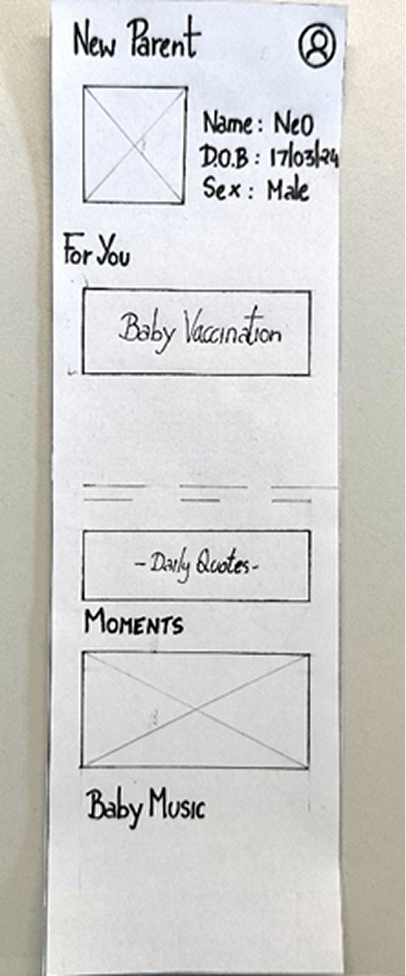 New Parent
Name: Neo
D.O.B: 17/03/24
Sex: Male
For You
Baby Vaccination
- Daily Quotes -
MOMENTS
Baby Music